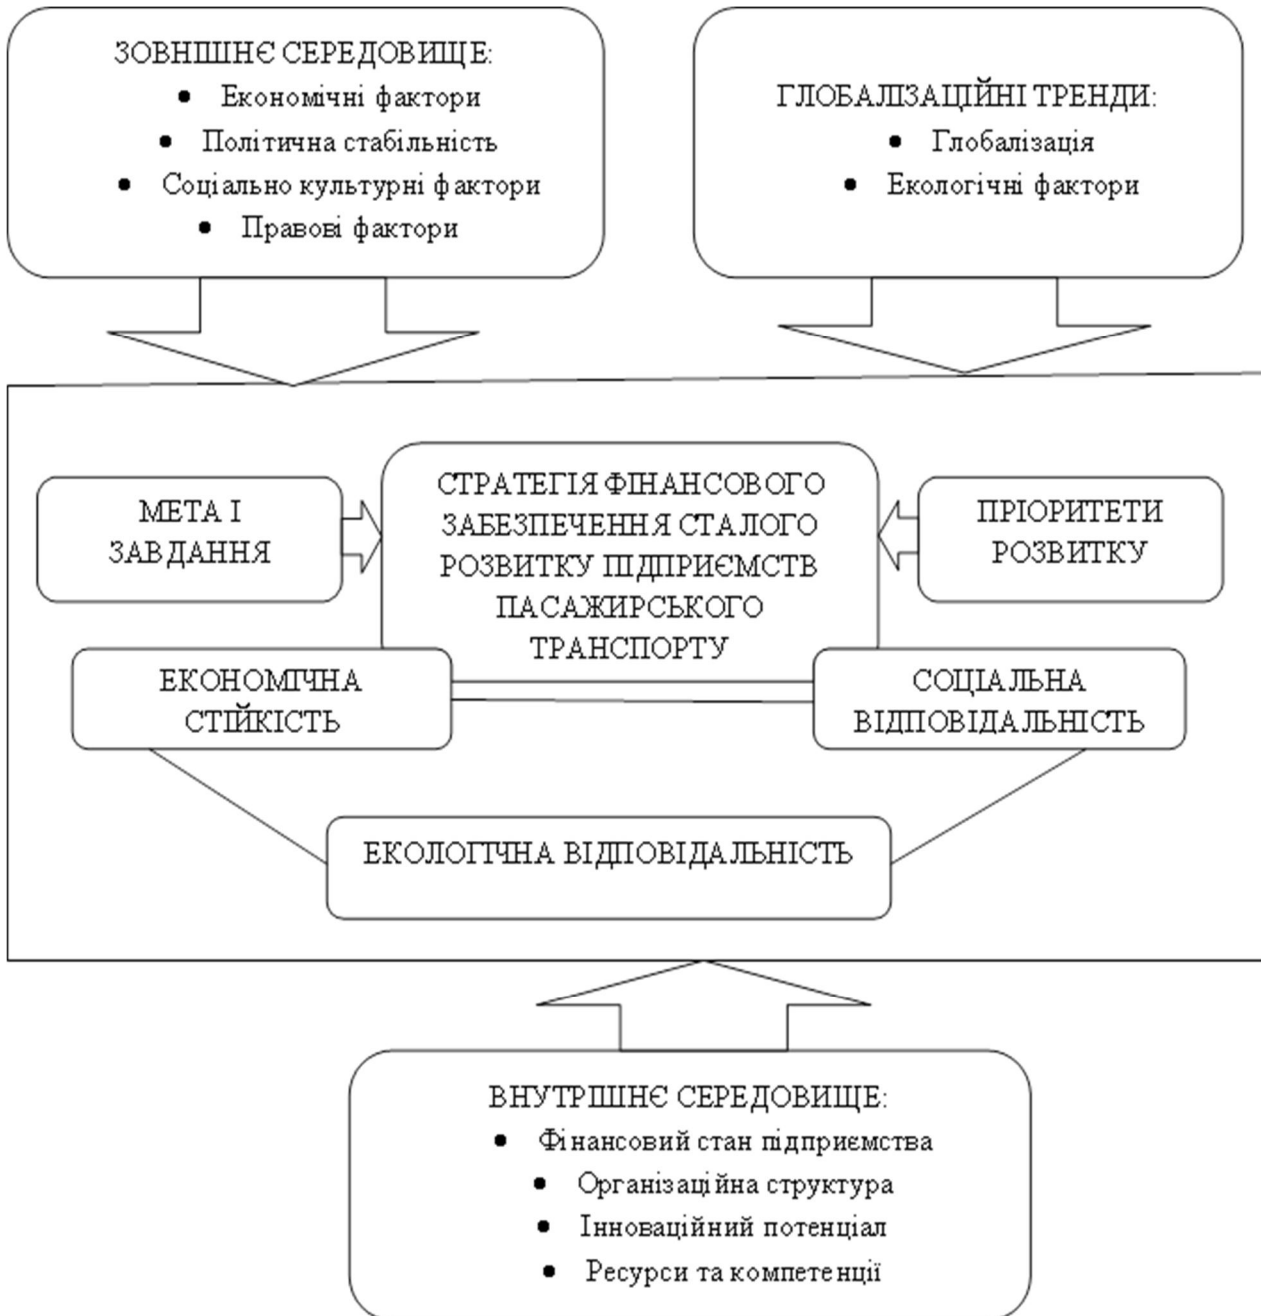 ЗОВНІШНЄ СЕРЕДОВИЩЕ:
• Економічні фактори
• Політична стабільність
• Соціально культурні фактори
• Правові фактори
ГЛОБАЛІЗАЦІЙНІ ТРЕНДИ:
• Глобалізація
• Екологічні фактори
МЕТА І
ЗАВДАННЯ
СТРАТЕГІЯ ФІНАНСОВОГО
ЗАБЕЗПЕЧЕННЯ СТАЛОГО
РОЗВИТКУ ПІДПРИЄМСТВ
ПАСАЖИРСЬКОГО
ТРАНСПОРТУ
ПРІОРИТЕТИ
РОЗВИТКУ
ЕКОНОМІЧНА
СТІЙКІСТЬ
СОЦІАЛЬНА
ВІДПОВІДАЛЬНІСТЬ
ЕКОЛОГІЧНА ВІДПОВІДАЛЬНІСТЬ
ВНУТРІШНЄ СЕРЕДОВИЩЕ:
• Фінансовий стан підприємства
• Організаційна структура
• Інноваційний потенціал
• Ресурси та компетенції